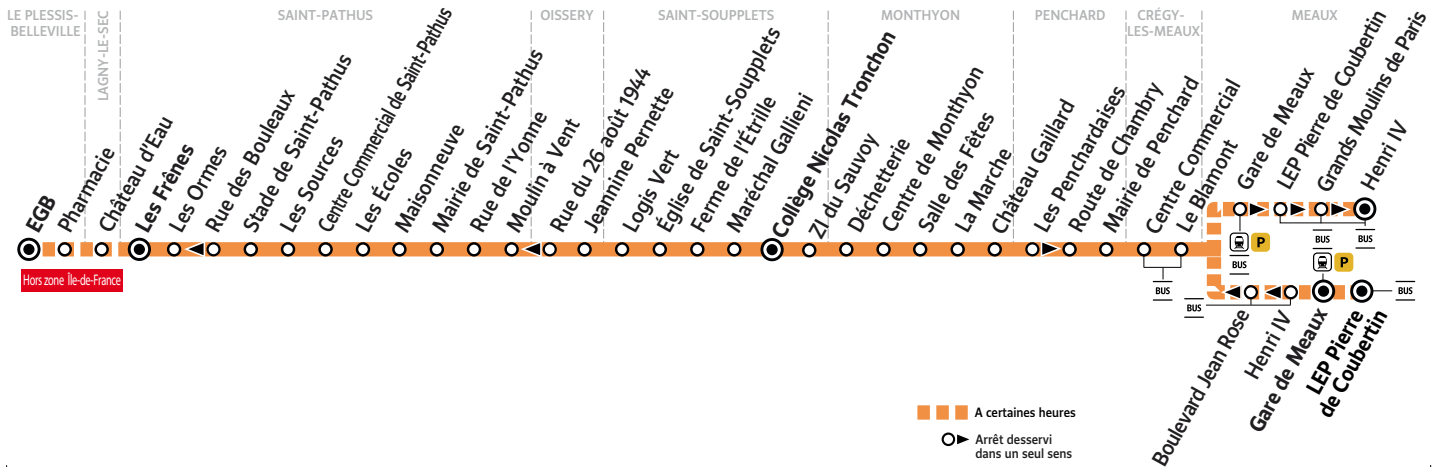 LE PLESSIS-
BELLEVILLE
LAGNY-LE-SEC
SAINT-PATHUS
OISSERY
SAINT-SOUPPLETS
MONTHYON
PENCHARD
CRÉGY-
LES-MEAUX
MEAUX
EGB
Pharmacie
Château d'Eau
Les Frênes
Les Ormes
Rue des Bouleaux
Stade de Saint-Pathus
Les Sources
Centre Commercial de Saint-Pathus
Les Écoles
Maisonneuve
Mairie de Saint-Pathus
Rue de l'Yonne
Moulin à Vent
Rue du 26 août 1944
Jeannine Pernette
Logis Vert
Église de Saint-Soupplets
Ferme de l'Étrille
Maréchal Gallieni
Collège Nicolas Tronchon
ZI du Sauvoy
Déchetterie
Centre de Monthyon
Salle des Fêtes
La Marche
Château Gaillard
Les Penchardaises
Route de Chambry
Mairie de Penchard
Centre Commercial
Le Blamont
Gare de Meaux
LEP Pierre de Coubertin
Grands Moulins de Paris
Henri IV
P
BUS
BUS
BUS
P
Hors zone Île-de-France
BUS
BUS
BUS
Boulevard Jean Rose
Henri IV
Gare de Meaux
LEP Pierre
de Coubertin
A certaines heures
Arrêt desservi
dans un seul sens